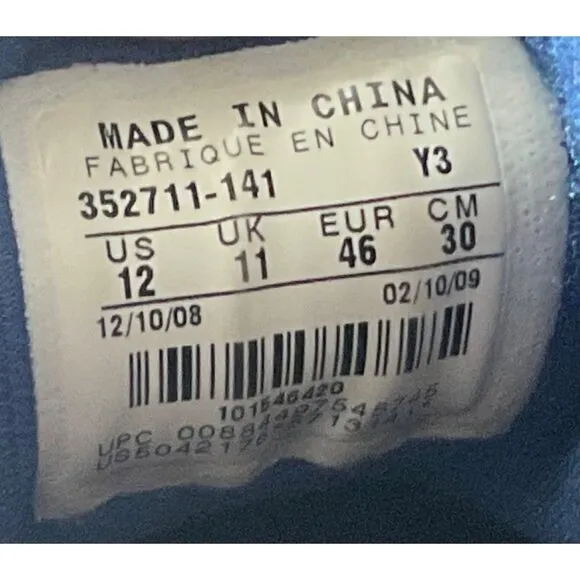 MADE IN CHINA
FABRIQUE EN CHINE
352711-141 Y3
US UK EUR CM
12 11 46 30
12/10/08 02/10/09
101546420
UPC